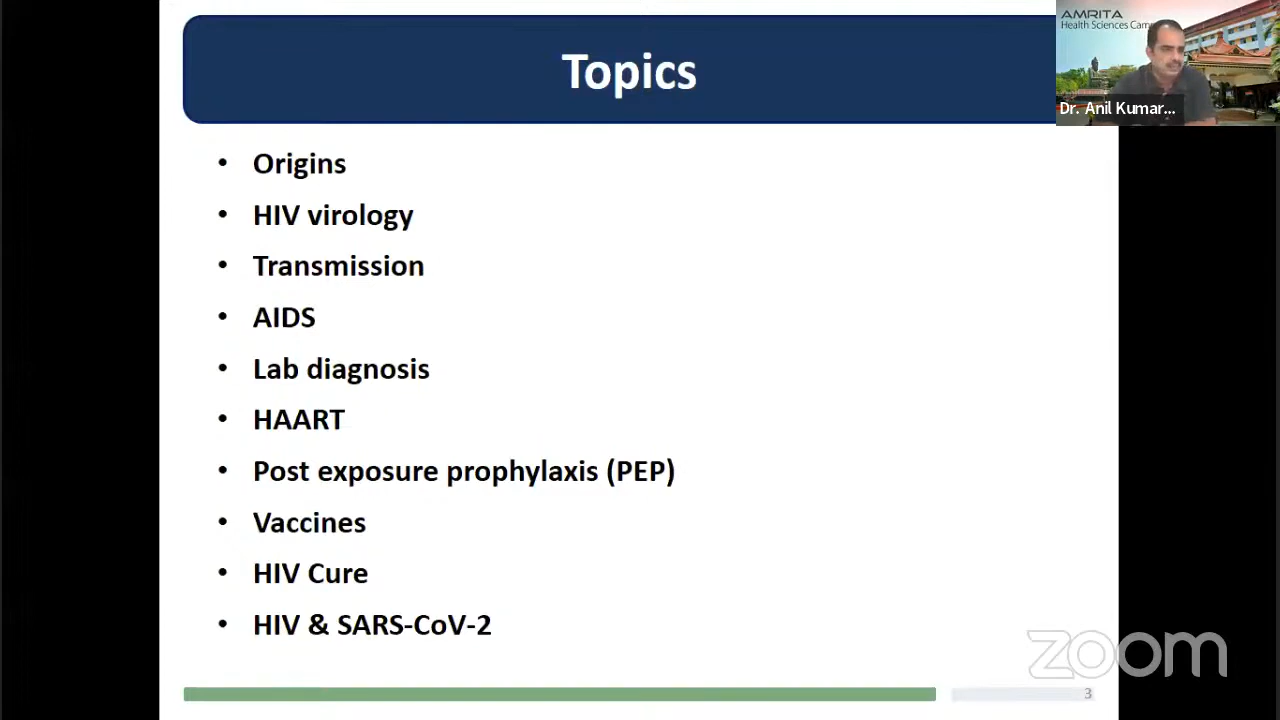 Topics
AMRITA
Health Sciences Cam
Dr. Anil Kumar...
• Origins
• HIV virology
• Transmission
• AIDS
• Lab diagnosis
• HAART
• Post exposure prophylaxis (PEP)
• Vaccines
• HIV Cure
• HIV & SARS-CoV-2
zoom
3